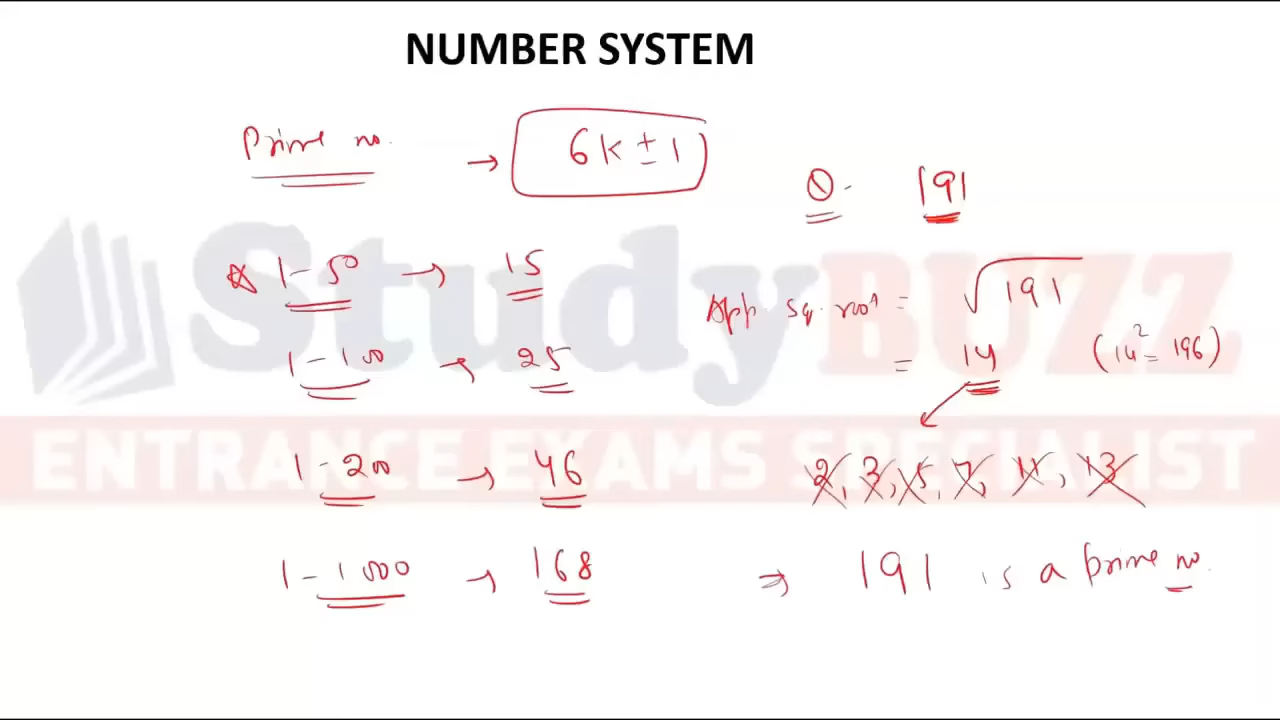 NUMBER SYSTEM
Prime no. → 6k ± 1
1 - 50 → 15
1 - 100 → 25
1 - 200 → 46
1 - 1000 → 168
Q. 191
App. sq. root = √191
= 14 (14² = 196)
2, 3, 5, 7, 11, 13
⇒ 191 is a prime no.
StudyBUZZ
ENTRANCE EXAMS SPECIALIST